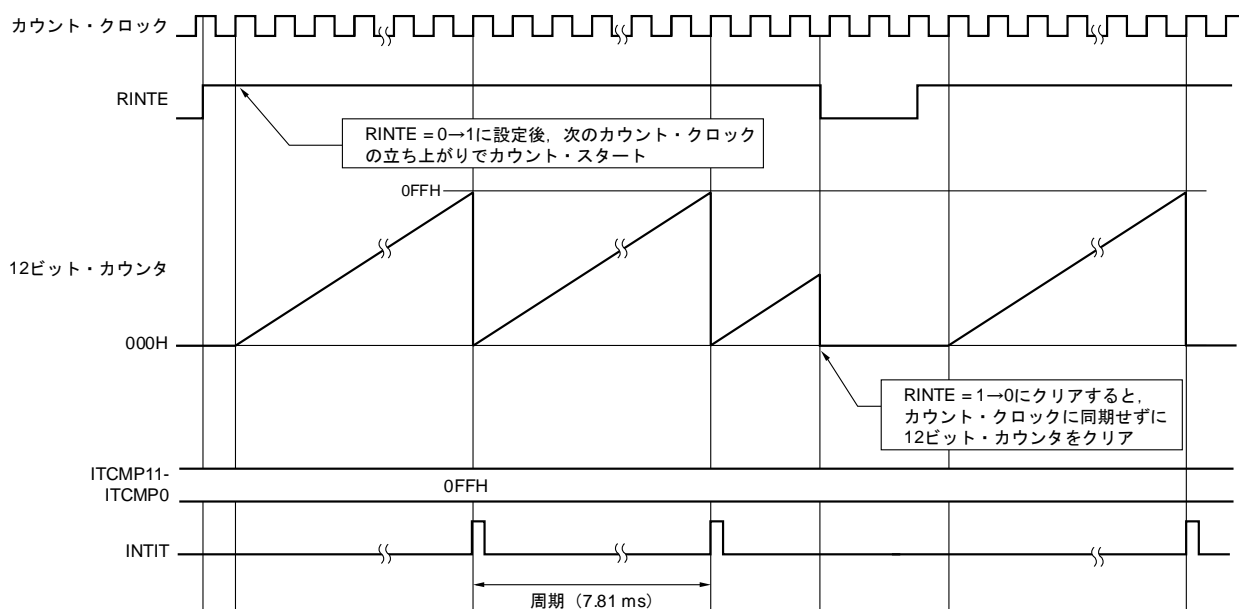 カウント・クロック
RINTE
RINTE = 0→1に設定後，次のカウント・クロック
の立ち上がりでカウント・スタート
0FFH
12ビット・カウンタ
000H
RINTE = 1→0にクリアすると，
カウント・クロックに同期せずに
12ビット・カウンタをクリア
ITCMP11-
ITCMP0
0FFH
INTIT
周期（7.81 ms）